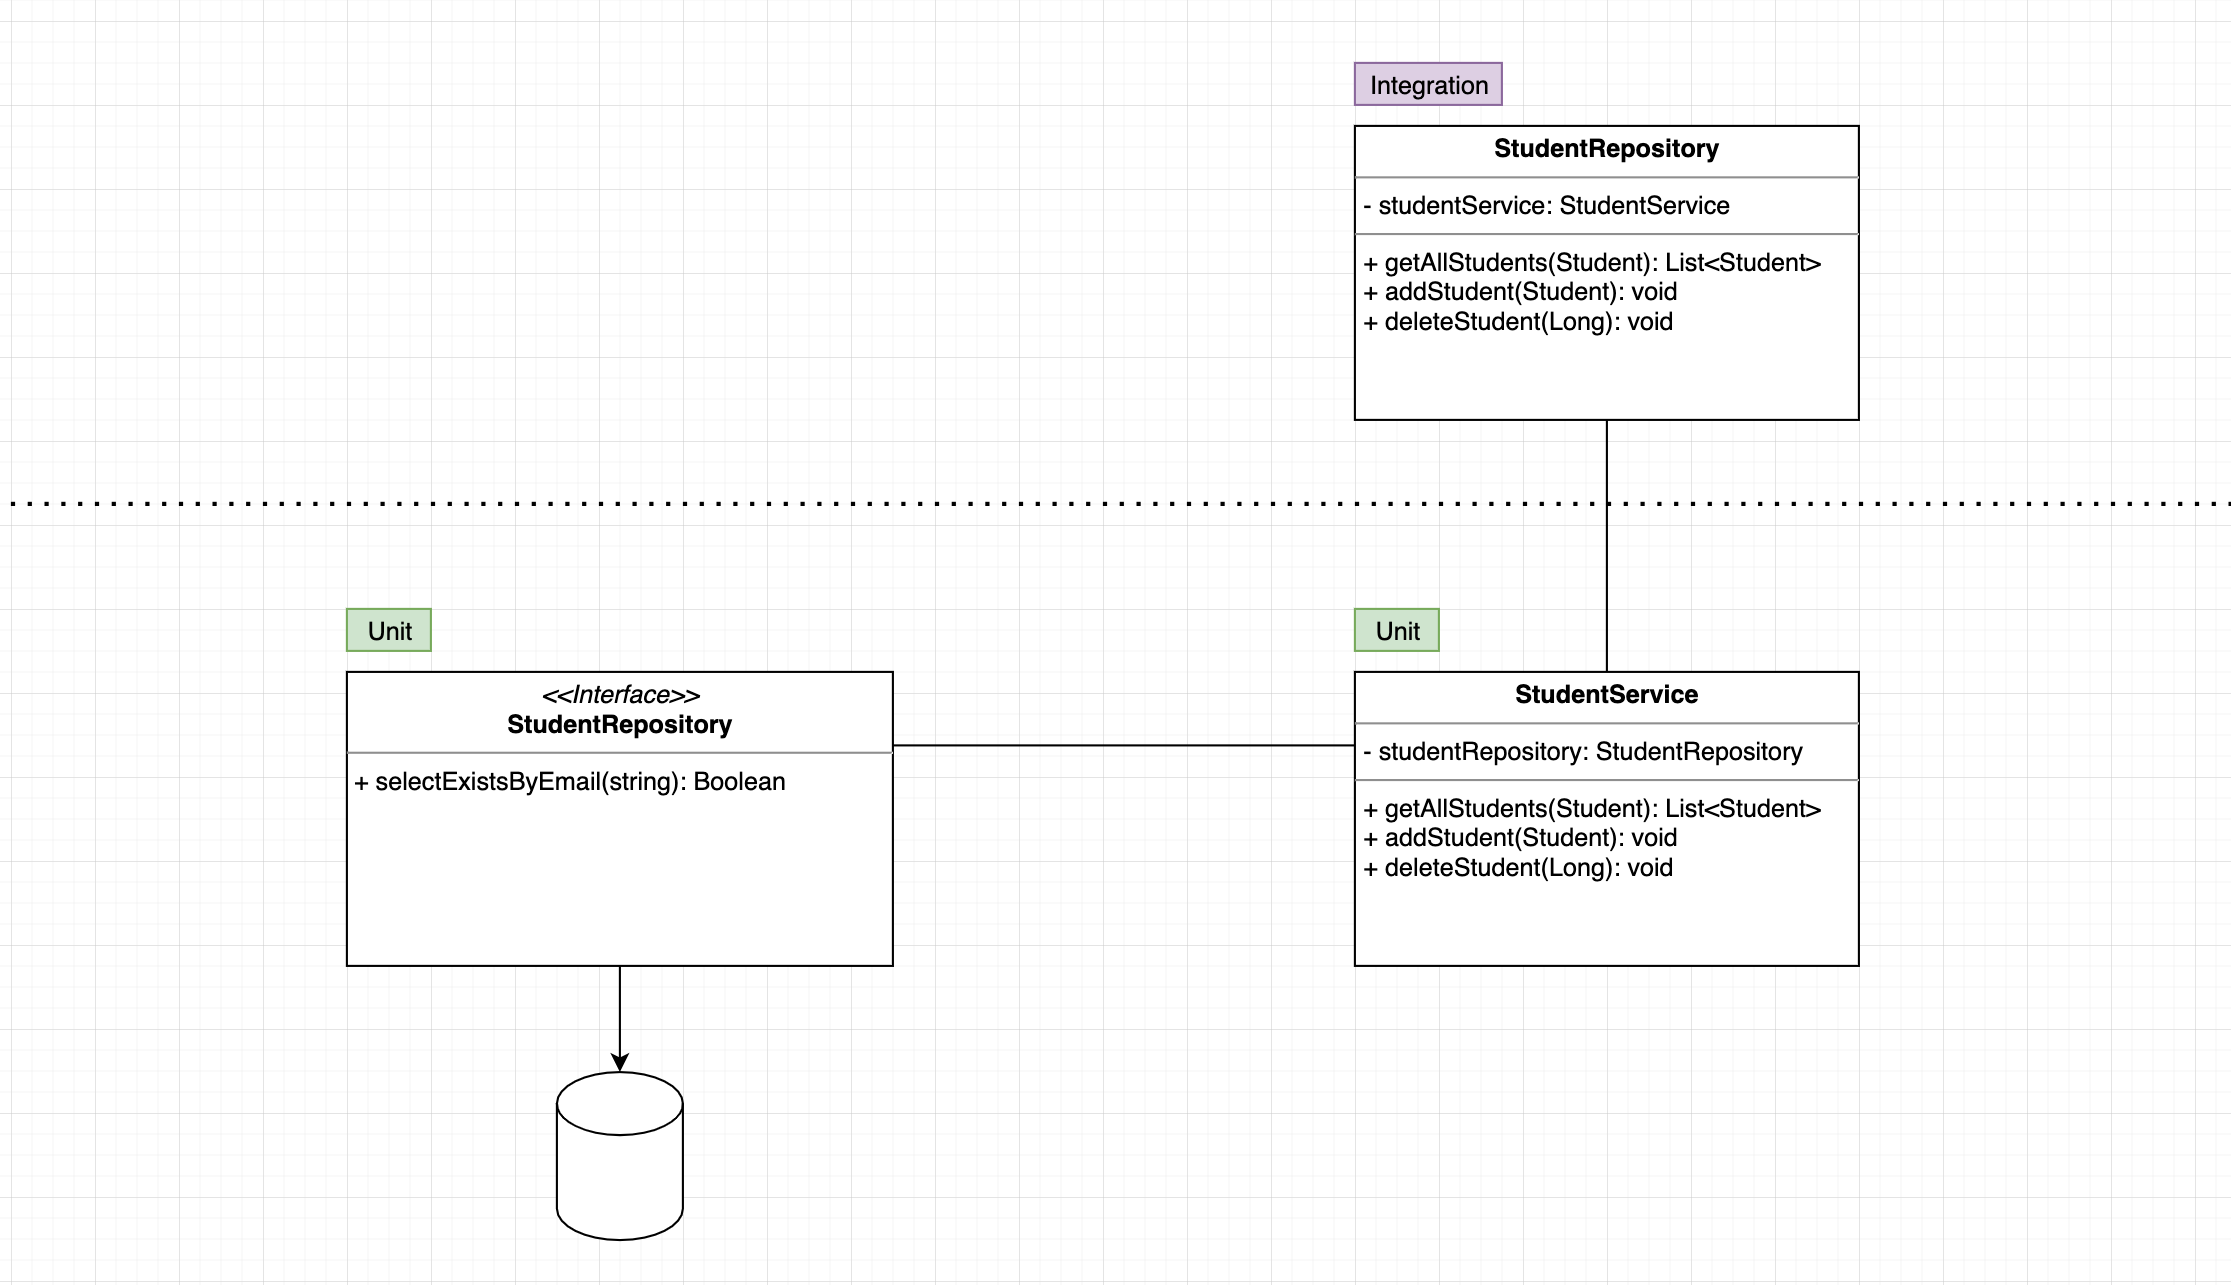 Integration
StudentRepository
- studentService: StudentService
+ getAllStudents(Student): List<Student>
+ addStudent(Student): void
+ deleteStudent(Long): void
Unit
<<Interface>>
StudentRepository
+ selectExistsByEmail(string): Boolean
Unit
StudentService
- studentRepository: StudentRepository
+ getAllStudents(Student): List<Student>
+ addStudent(Student): void
+ deleteStudent(Long): void